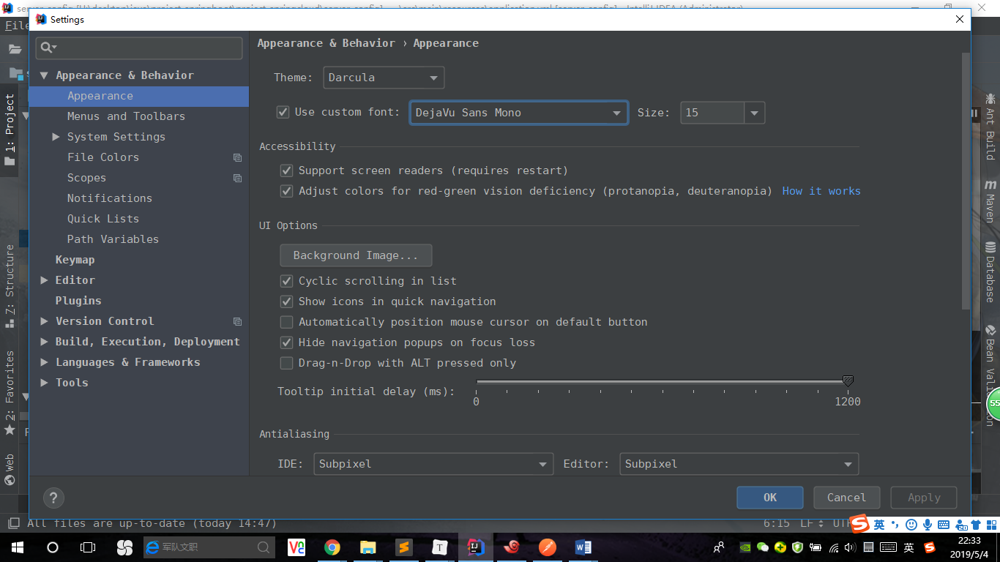 Settings
File
Appearance & Behavior › Appearance
Appearance & Behavior
Appearance
Menus and Toolbars
System Settings
File Colors
Scopes
Notifications
Quick Lists
Path Variables
Keymap
Editor
Plugins
Version Control
Build, Execution, Deployment
Languages & Frameworks
Tools
Theme: Darcula
Use custom font: DejaVu Sans Mono Size: 15
Accessibility
Support screen readers (requires restart)
Adjust colors for red-green vision deficiency (protanopia, deuteranopia) How it works
UI Options
Background Image...
Cyclic scrolling in list
Show icons in quick navigation
Automatically position mouse cursor on default button
Hide navigation popups on focus loss
Drag-n-Drop with ALT pressed only
Tooltip initial delay (ms):
0 1200
Antialiasing
IDE: Subpixel Editor: Subpixel
? OK Cancel Apply
1: Project
Z: Structure
2: Favorites
Web
Ant Build
Maven
Database
Bean
55
All files are up-to-date (today 14:47)
6:15 LF
英
军队文职
英
22:33
2019/5/4